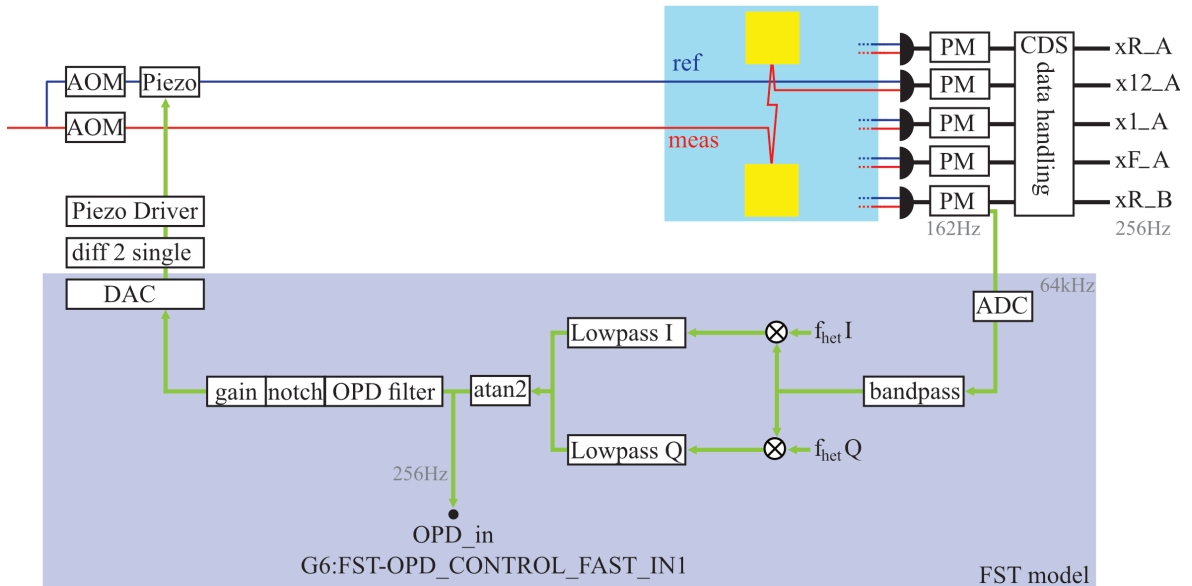 AOM
Piezo
AOM
ref
meas
PM
PM
PM
PM
PM
CDS
data handling
xR_A
x12_A
x1_A
xF_A
xR_B
162Hz
256Hz
Piezo Driver
diff 2 single
DAC
64kHz
ADC
Lowpass I
fhet I
gain
notch
OPD filter
atan2
bandpass
Lowpass Q
fhet Q
256Hz
OPD_in
G6:FST-OPD_CONTROL_FAST_IN1
FST model